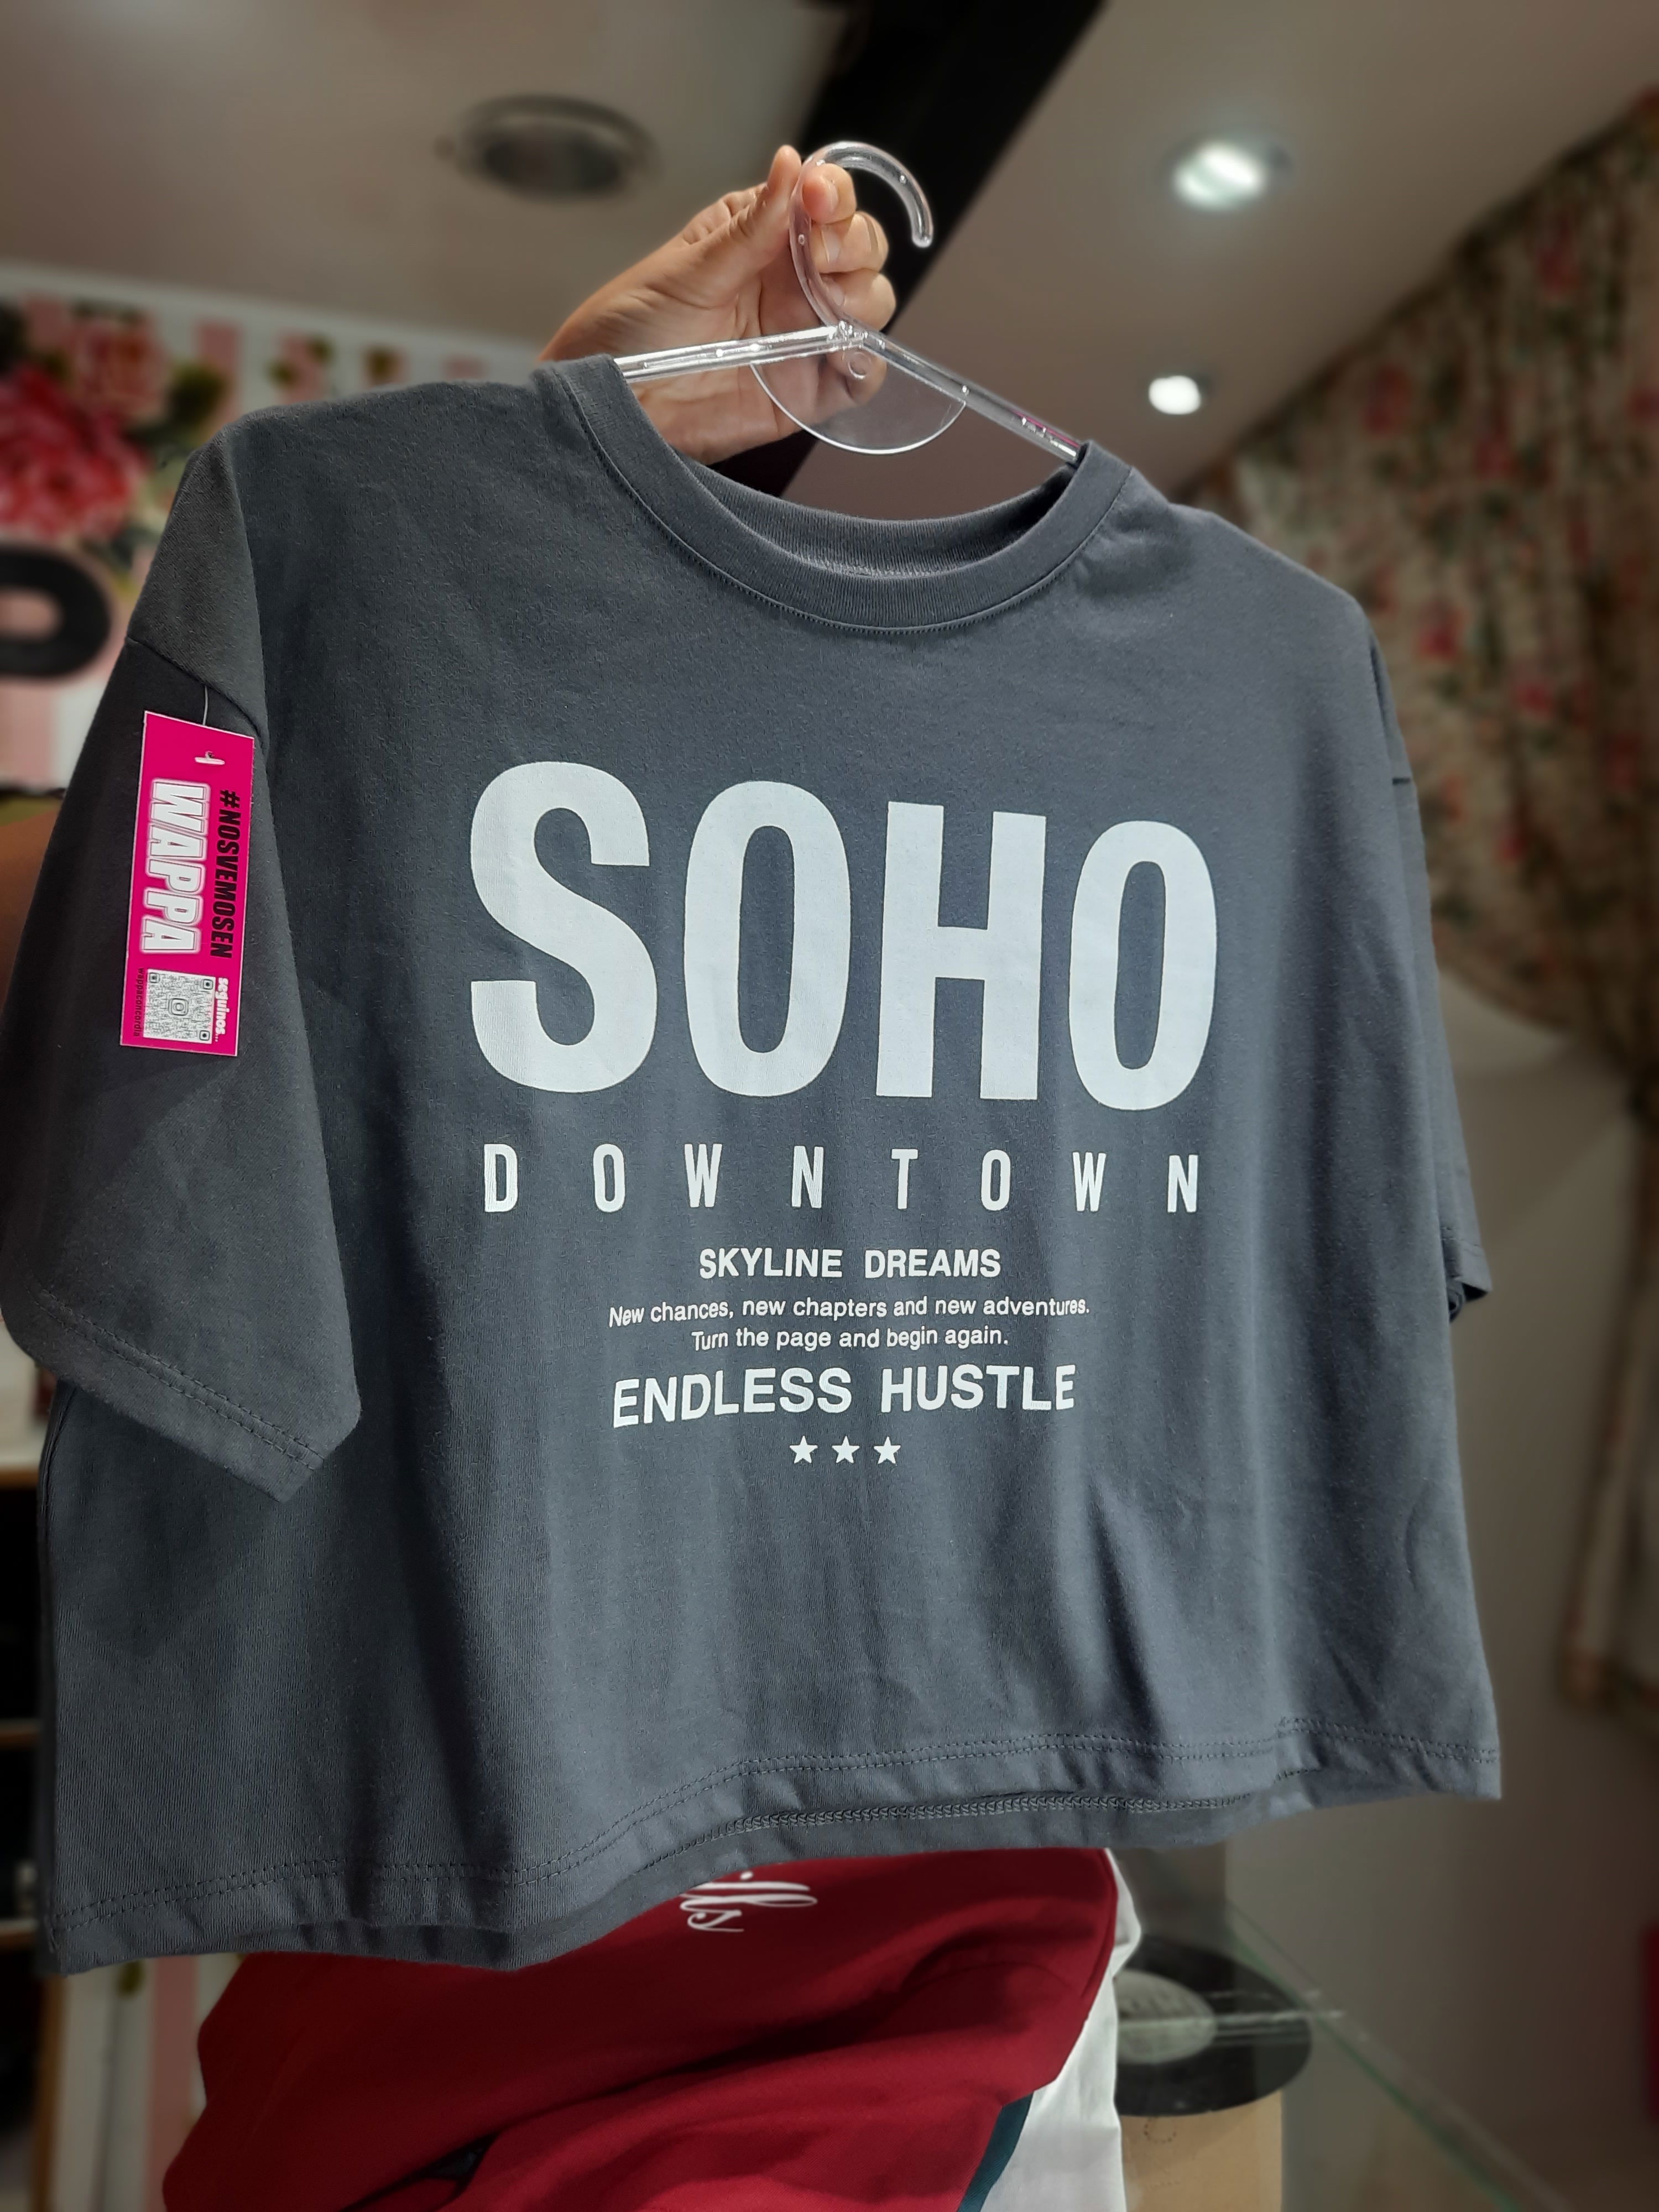 SOHO
DOWNTOWN
SKYLINE DREAMS
New chances, new chapters and new adventures.
Turn the page and begin again.
ENDLESS HUSTLE
#NOSVEMOSEN
WAPPA
seguinos...
wappaconcordia